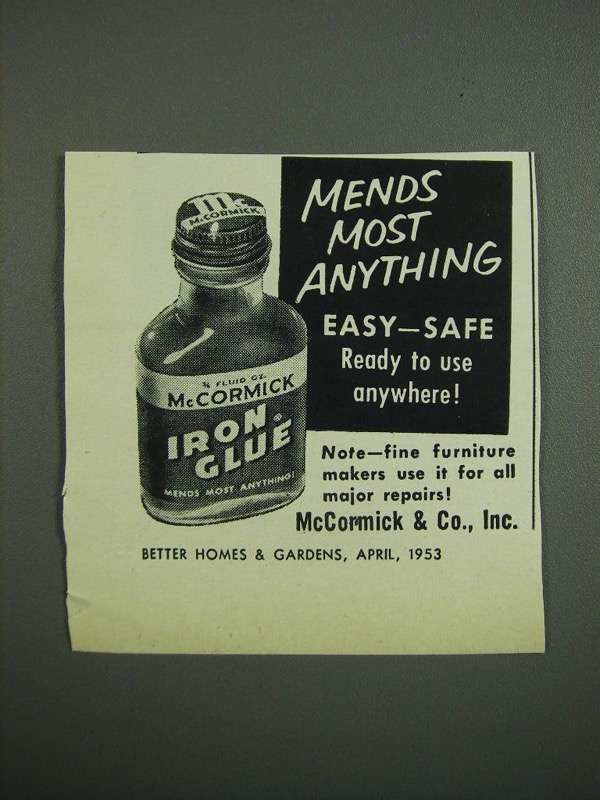 MENDS
MOST
ANYTHING
EASY—SAFE
Ready to use
anywhere!
m
McCORMICK
¾ FLUID OZ.
McCORMICK
IRON
GLUE®
MENDS MOST ANYTHING!
Note—fine furniture
makers use it for all
major repairs!
McCormick & Co., Inc.
BETTER HOMES & GARDENS, APRIL, 1953